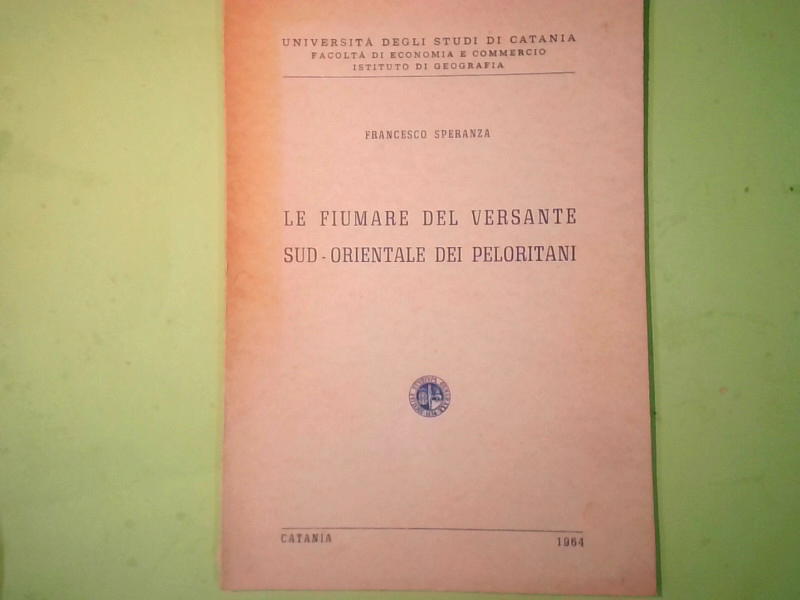 UNIVERSITÀ DEGLI STUDI DI CATANIA
FACOLTÀ DI ECONOMIA E COMMERCIO
ISTITUTO DI GEOGRAFIA
FRANCESCO SPERANZA
LE FIUMARE DEL VERSANTE
SUD - ORIENTALE DEI PELORITANI
CATANIA
1964